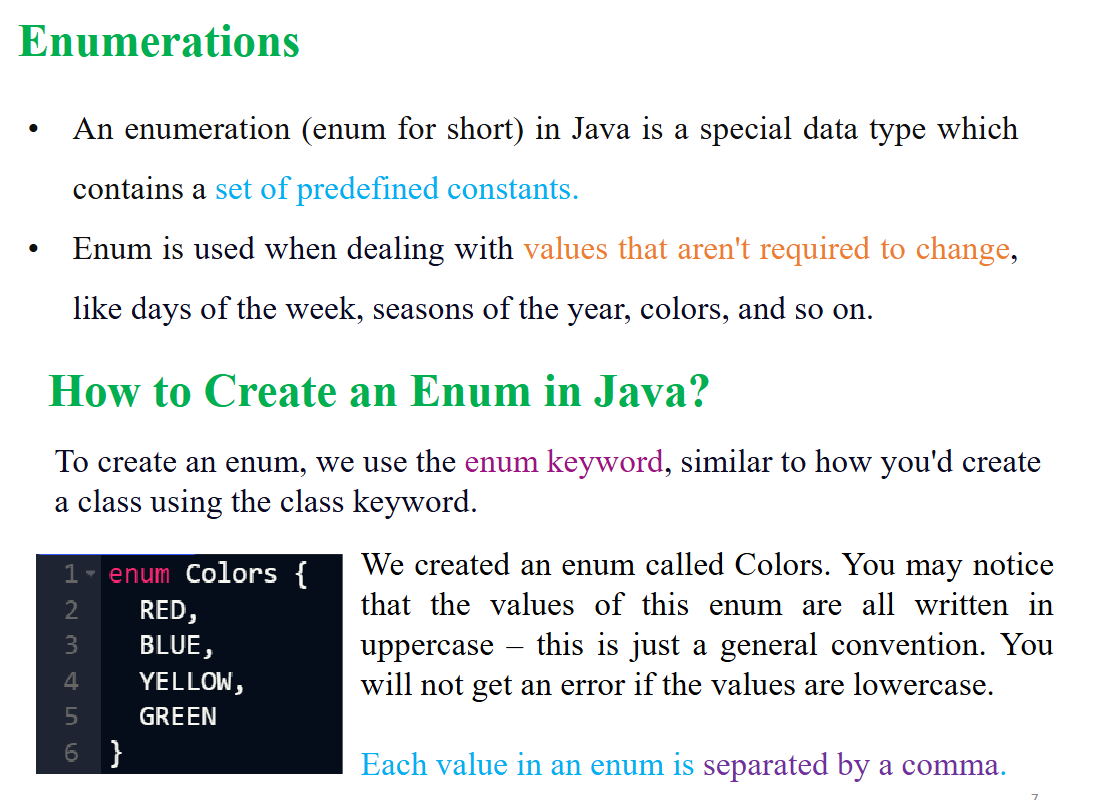 Enumerations
• An enumeration (enum for short) in Java is a special data type which
contains a set of predefined constants.
• Enum is used when dealing with values that aren't required to change,
like days of the week, seasons of the year, colors, and so on.
How to Create an Enum in Java?
To create an enum, we use the enum keyword, similar to how you'd create
a class using the class keyword.
1 enum Colors {
2 RED,
3 BLUE,
4 YELLOW,
5 GREEN
6 }
We created an enum called Colors. You may notice
that the values of this enum are all written in
uppercase – this is just a general convention. You
will not get an error if the values are lowercase.
Each value in an enum is separated by a comma.
7